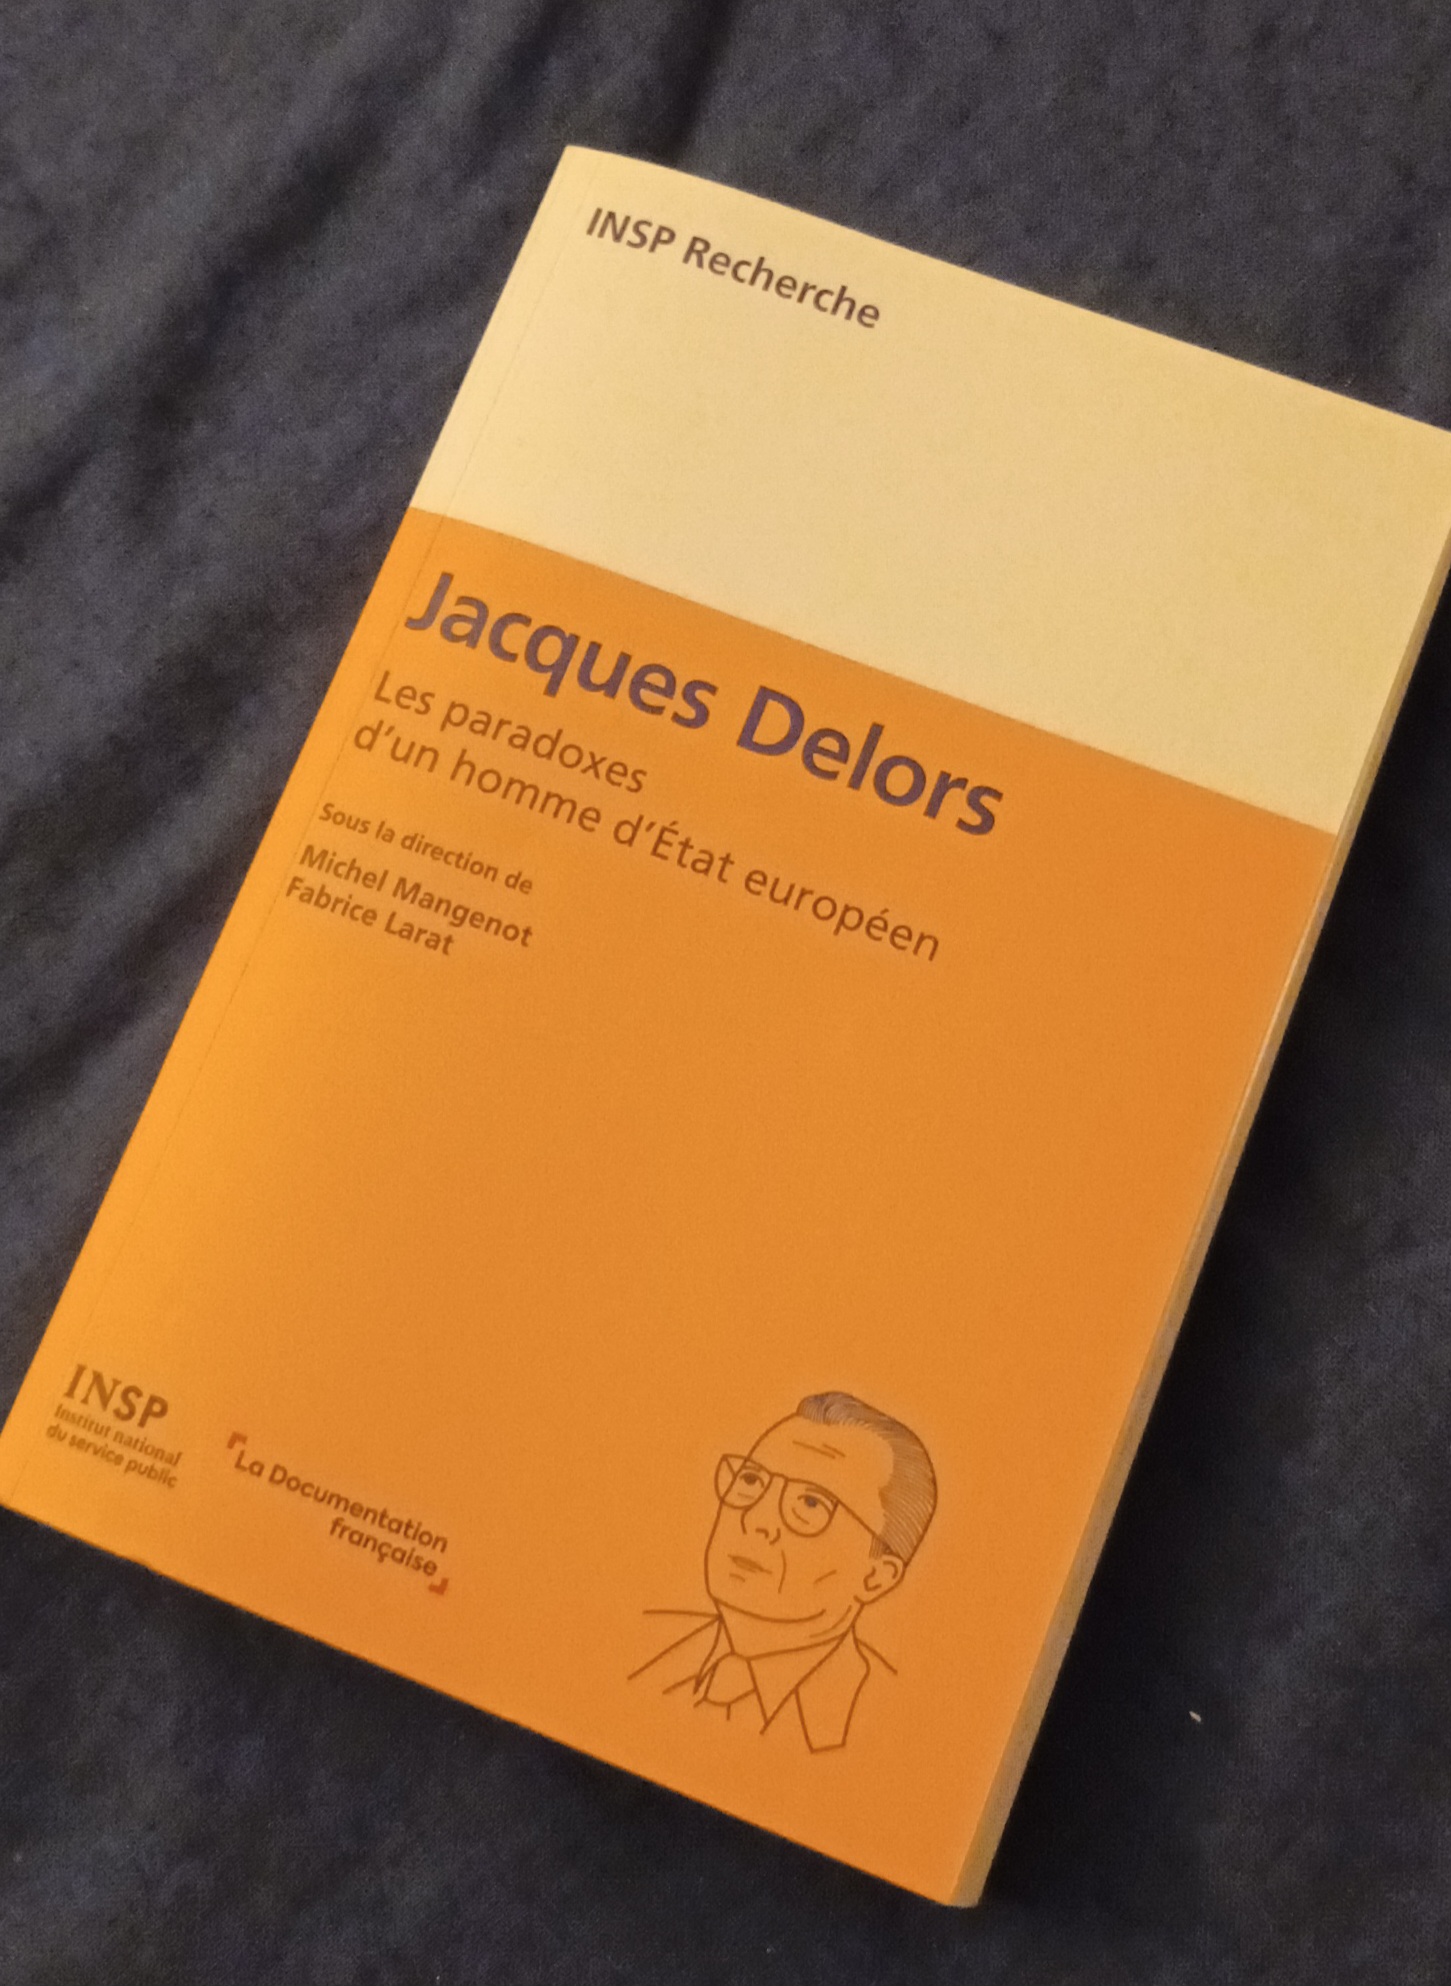 INSP Recherche
Jacques Delors
Les paradoxes
d'un homme d'État européen
Sous la direction de
Michel Mangenot
Fabrice Larat
INSP
Institut national
du service public
La Documentation
française